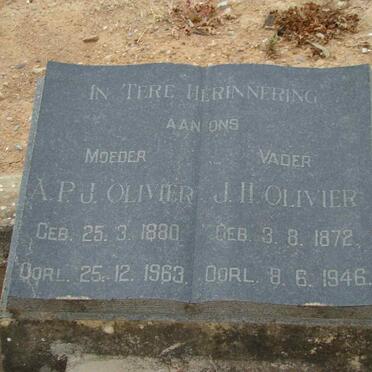 IN TERE HERINNERING
AAN ONS
MOEDER VADER
A.P.J. OLIVIER J.H. OLIVIER
GEB. 25.3.1880 GEB. 3.8.1872.
OORL. 25.12.1963. OORL. 8.6.1946.